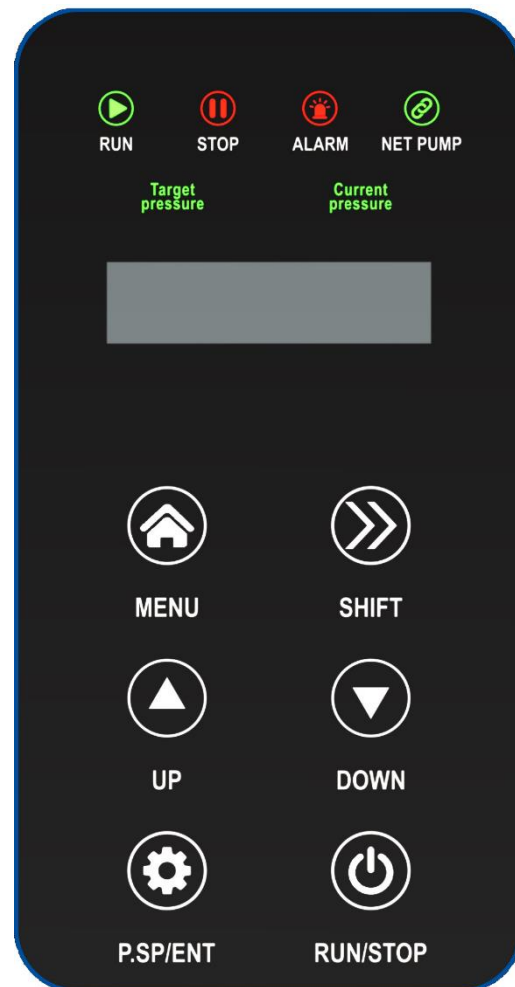 RUN STOP ALARM NET PUMP
Target Current
pressure pressure
MENU SHIFT
UP DOWN
P.SP/ENT RUN/STOP